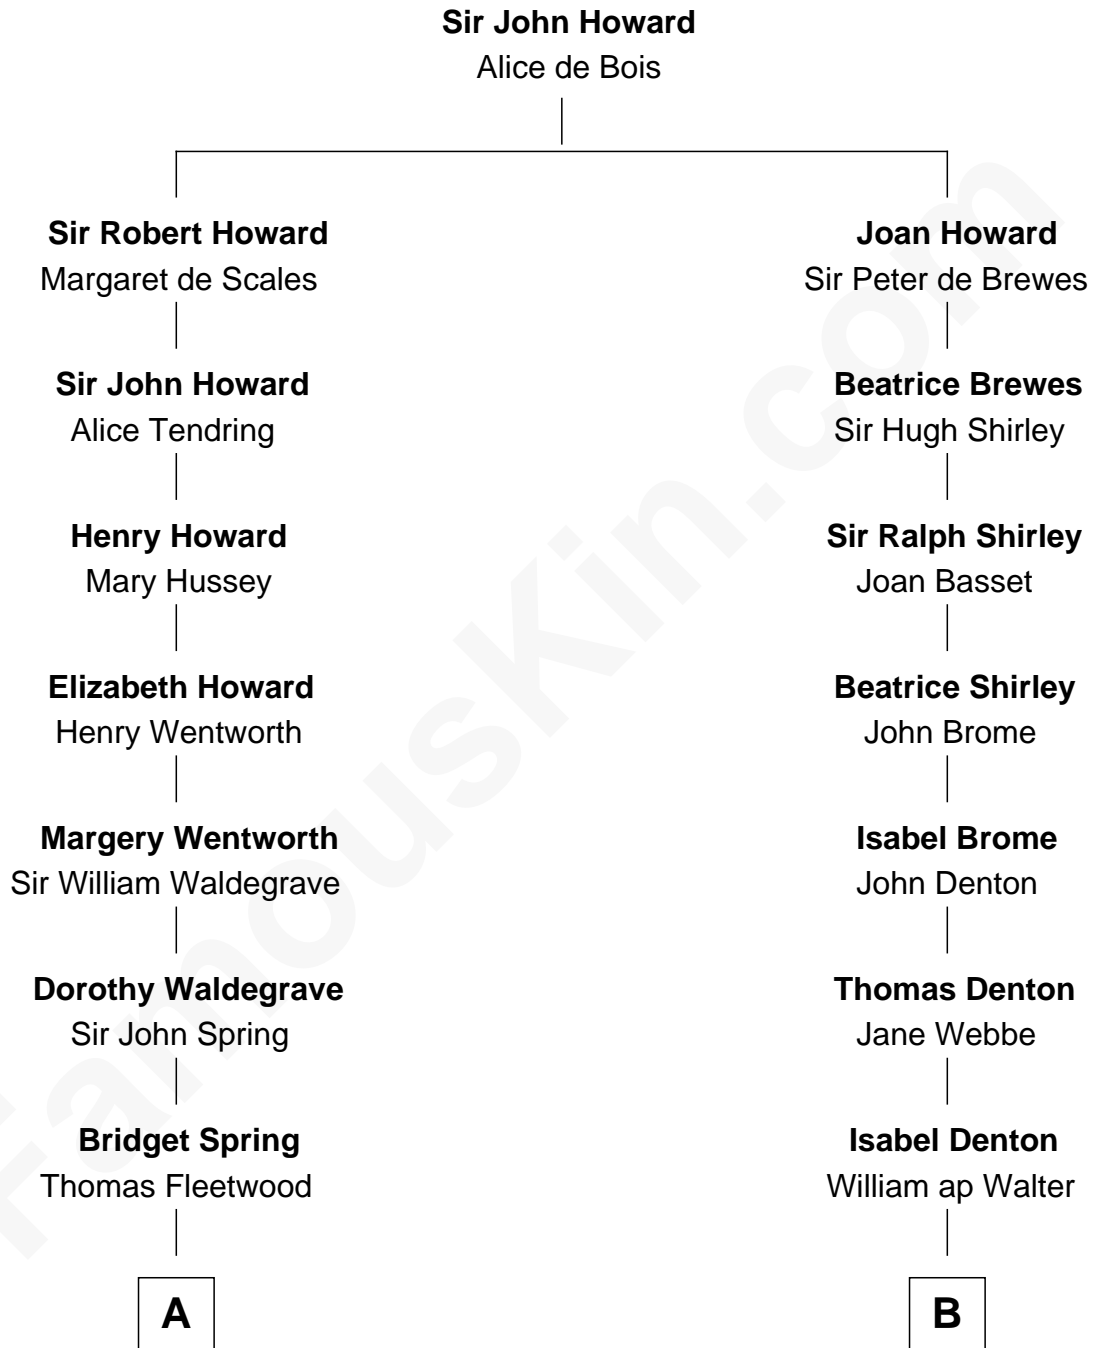 Sir John Howard
Alice de Bois
Sir Robert Howard
Margaret de Scales
Joan Howard
Sir Peter de Brewes
Sir John Howard
Alice Tendring
Beatrice Brewes
Sir Hugh Shirley
Henry Howard
Mary Hussey
Sir Ralph Shirley
Joan Basset
Elizabeth Howard
Henry Wentworth
Beatrice Shirley
John Brome
Margery Wentworth
Sir William Waldegrave
Isabel Brome
John Denton
Dorothy Waldegrave
Sir John Spring
Thomas Denton
Jane Webbe
Bridget Spring
Thomas Fleetwood
Isabel Denton
William ap Walter
A
B
FamousKin.com